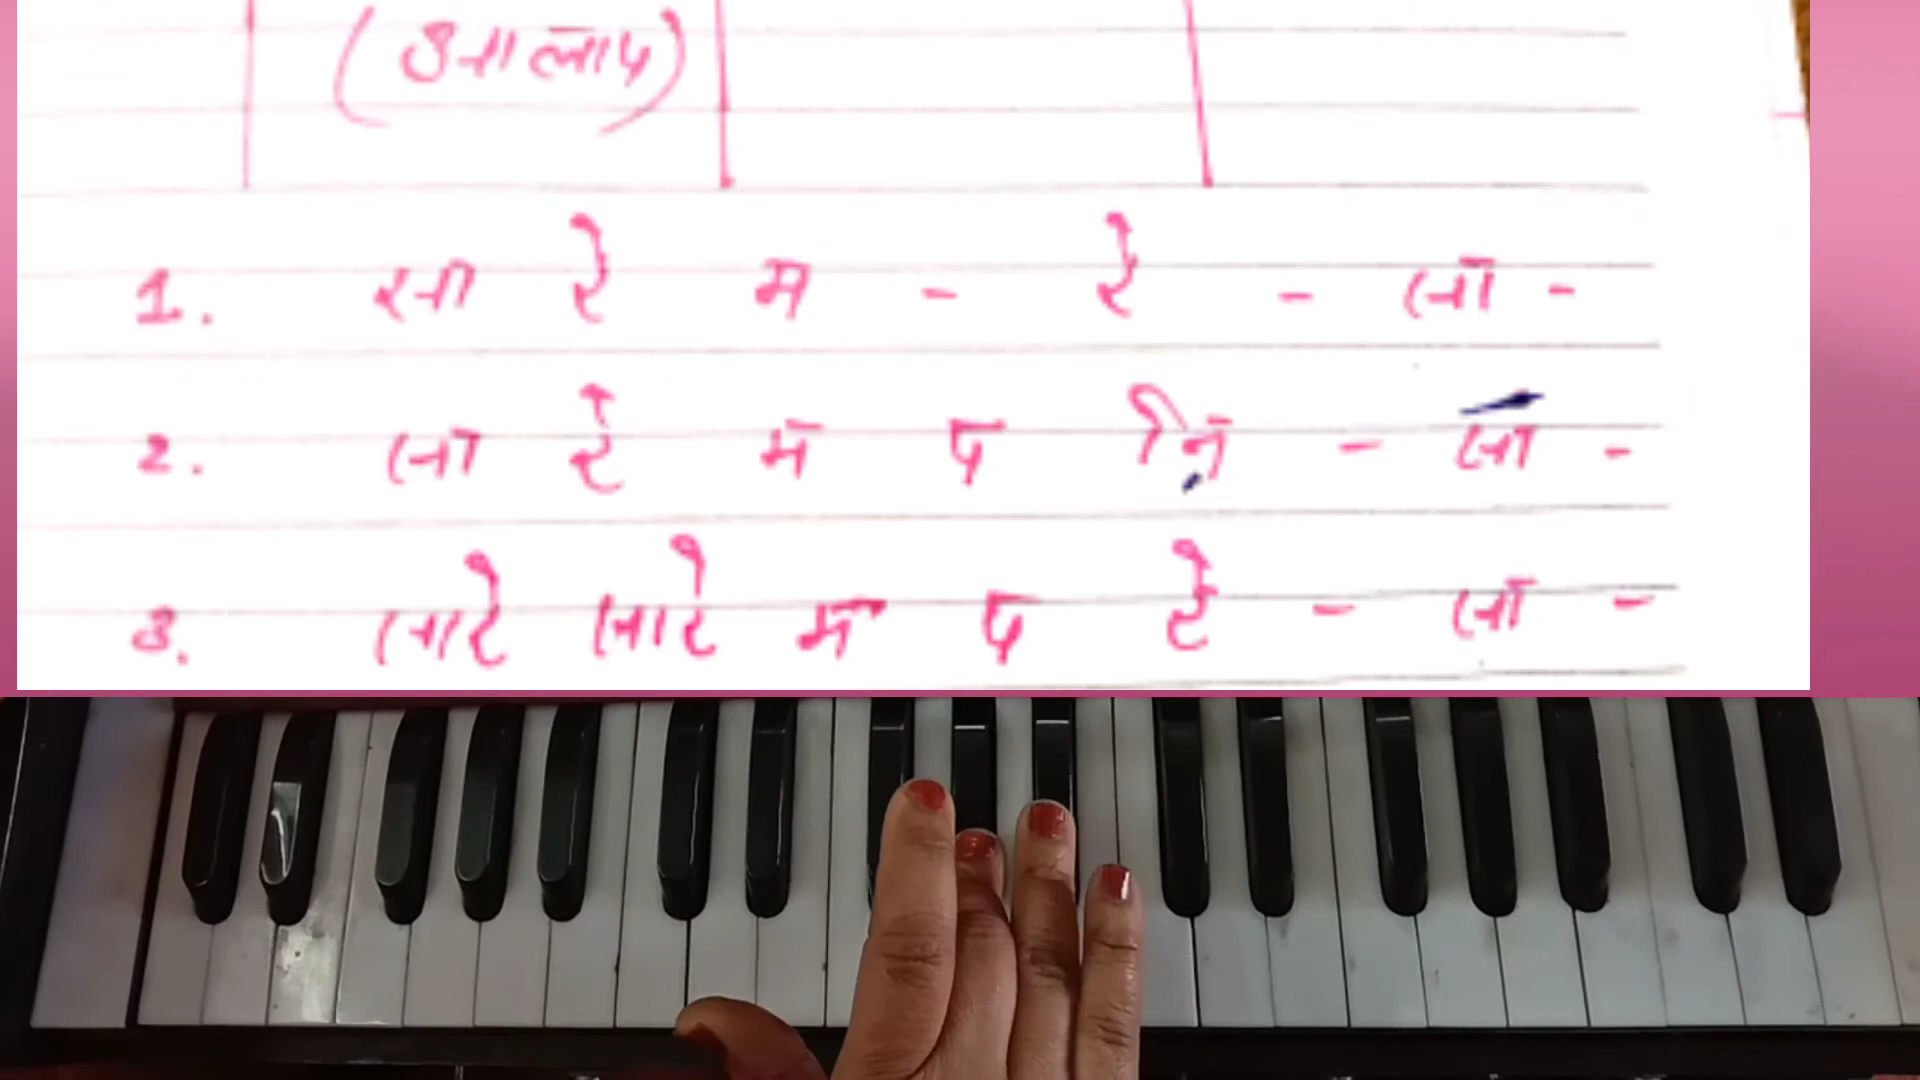 (आलाप)
1. सा रे म - रे - सा -
2. सा रे म प नि - सा -
3. सारे सारे म प रे - सा -